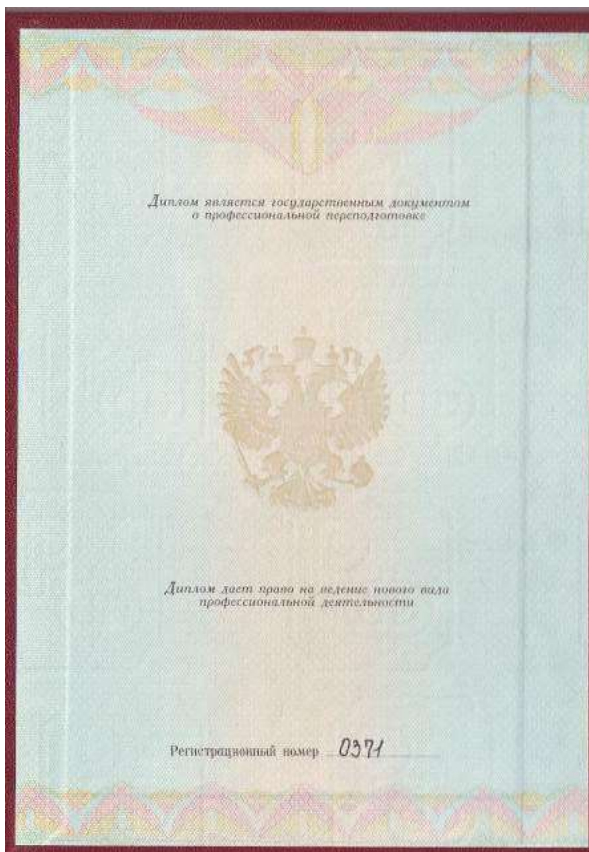 Диплом является государственным документом
о профессиональной переподготовке
Диплом дает право на ведение нового вида
профессиональной деятельности
Регистрационный номер 0371